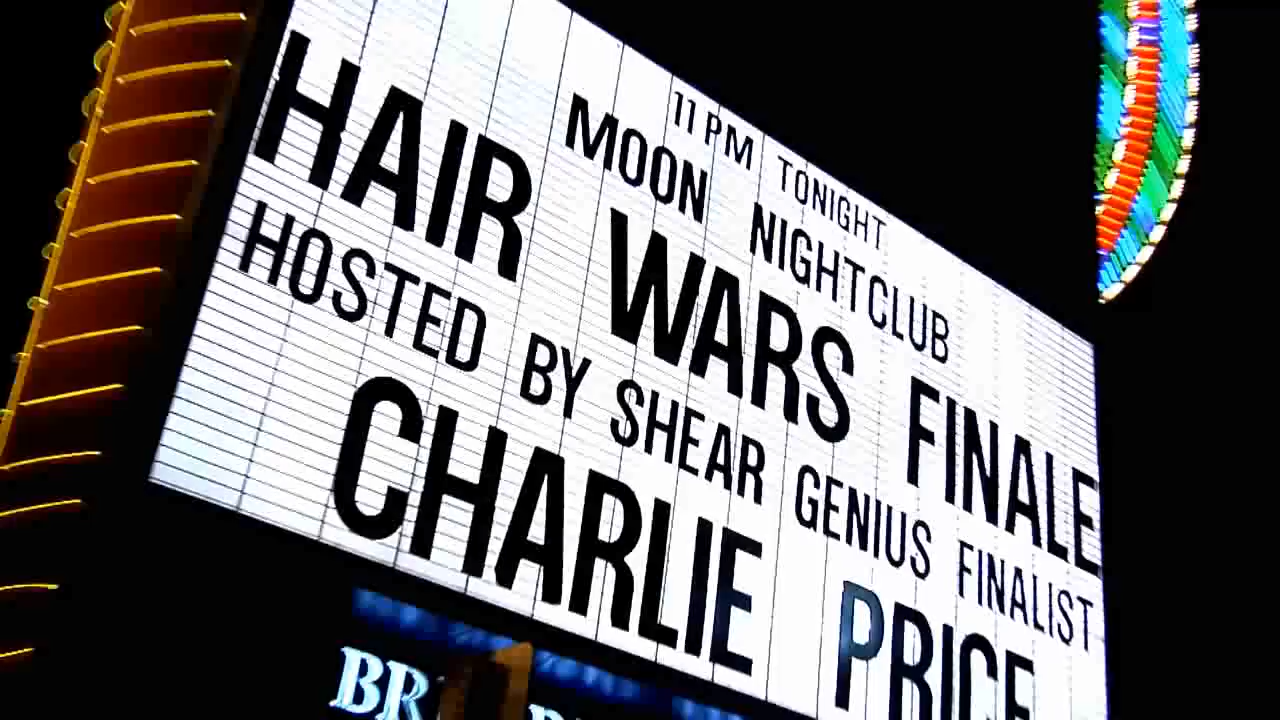 11 PM TONIGHT
MOON NIGHTCLUB
HAIR WARS FINALE
HOSTED BY SHEAR GENIUS FINALIST
CHARLIE PRICE